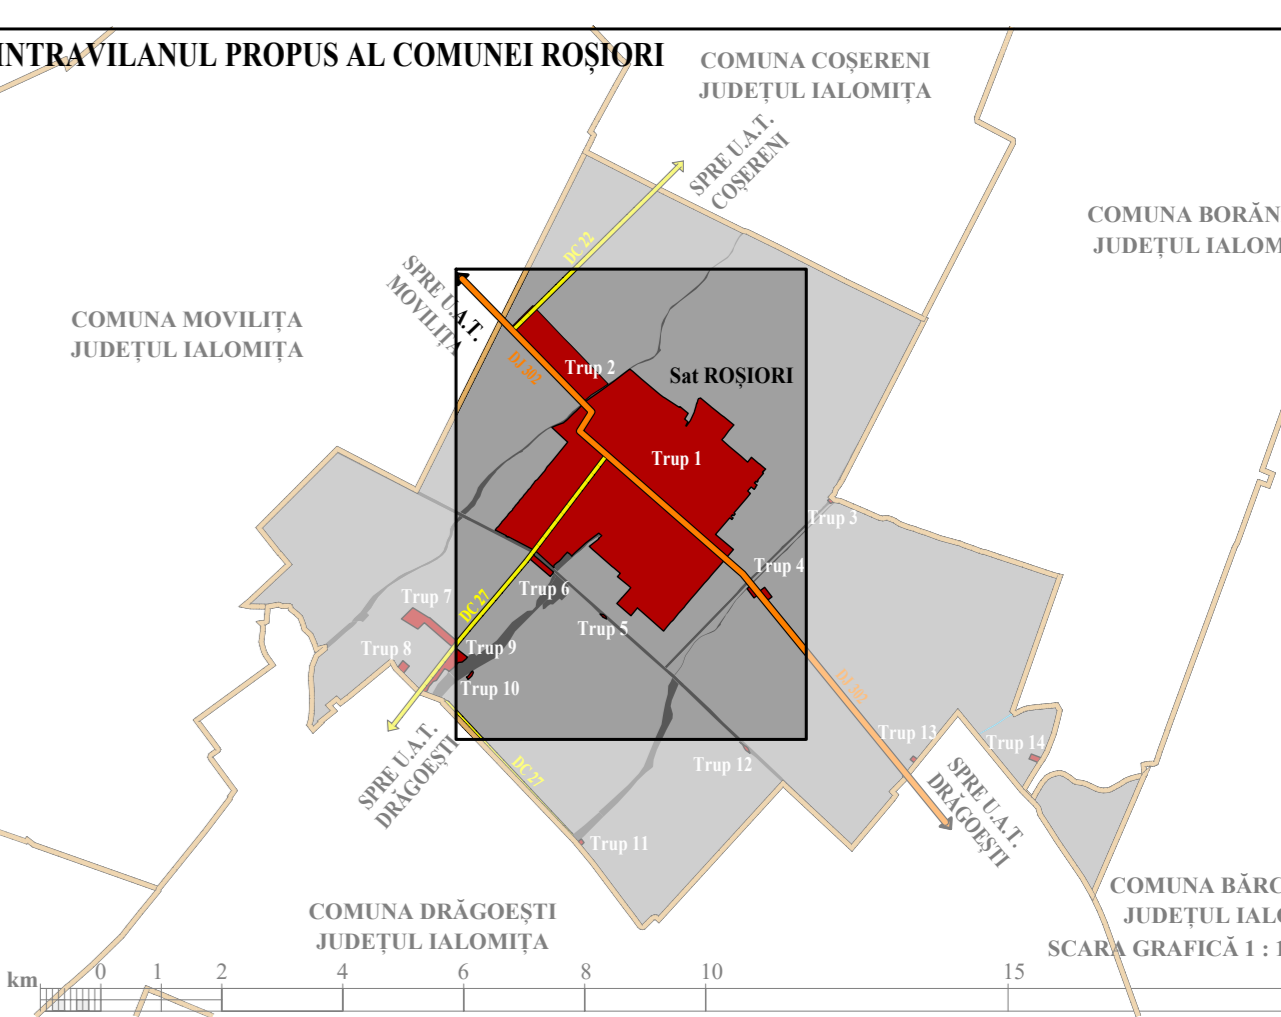 INTRAVILANUL PROPUS AL COMUNEI ROȘIORI
COMUNA COȘERENI
JUDEȚUL IALOMIȚA
SPRE U.A.T.
COȘERENI
COMUNA BORĂN
JUDEȚUL IALOM
DC 22
SPRE U.A.T.
MOVILIȚA
COMUNA MOVILIȚA
JUDEȚUL IALOMIȚA
DJ 302
Trup 2
Sat ROȘIORI
Trup 1
Trup 3
Trup 4
Trup 6
Trup 7
DC 27
Trup 5
Trup 8
Trup 9
Trup 10
DJ 302
SPRE U.A.T.
DRĂGOEȘTI
DC 27
Trup 12
Trup 13
Trup 14
SPRE U.A.T.
DRĂGOEȘTI
Trup 11
COMUNA DRĂGOEȘTI
JUDEȚUL IALOMIȚA
COMUNA BĂRC
JUDEȚUL IALO
SCARA GRAFICĂ 1 : 1
km 0 1 2 4 6 8 10 15